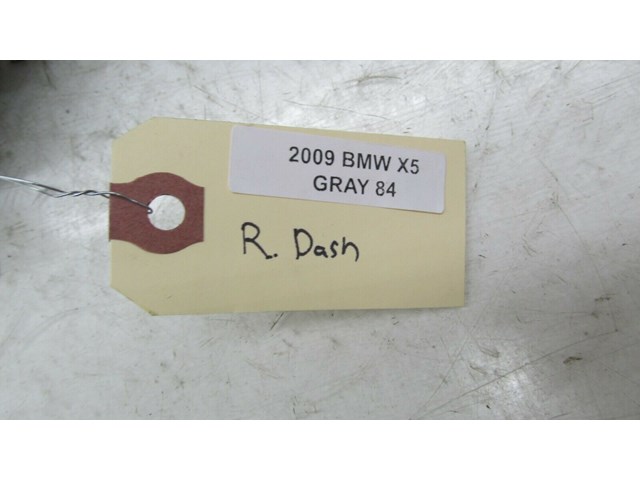 2009 BMW X5
GRAY 84
R. Dash